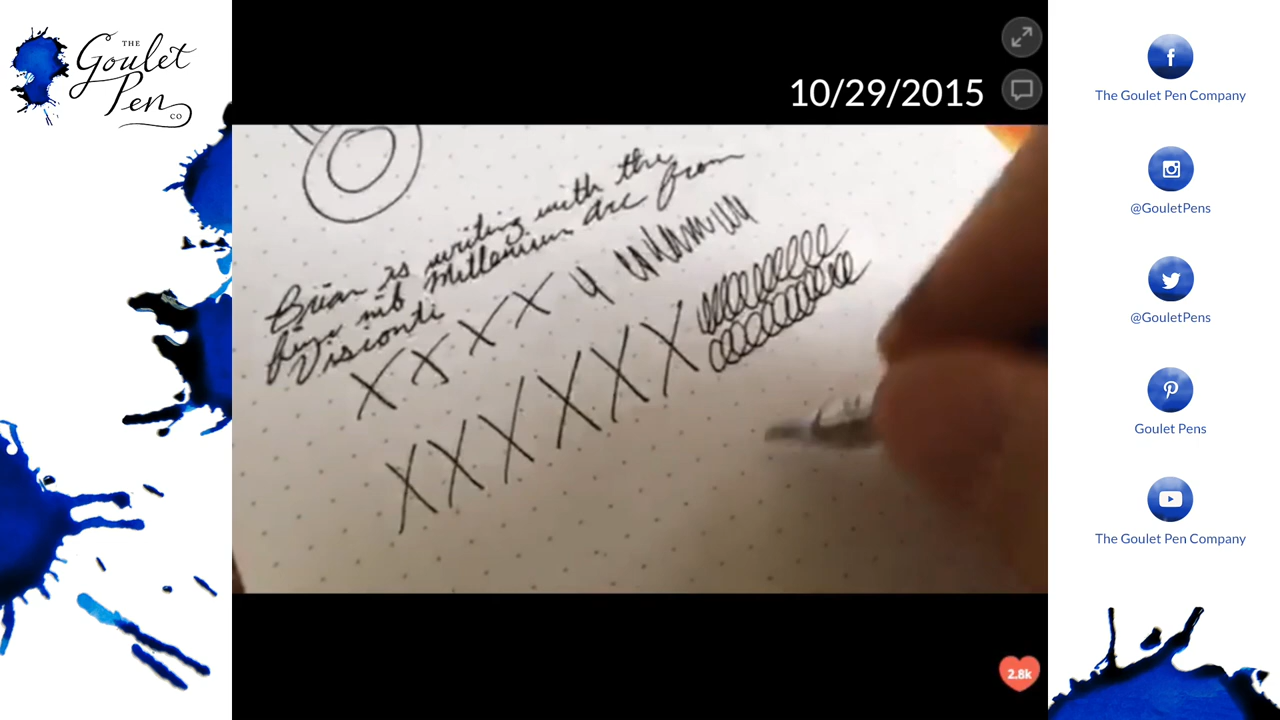 THE
Goulet
Pen
CO
10/29/2015
Brian is writing with the
fine nib Millenium Arc from
Visconti
X X X X
X X X X X X
2.8k
The Goulet Pen Company
@GouletPens
@GouletPens
Goulet Pens
The Goulet Pen Company